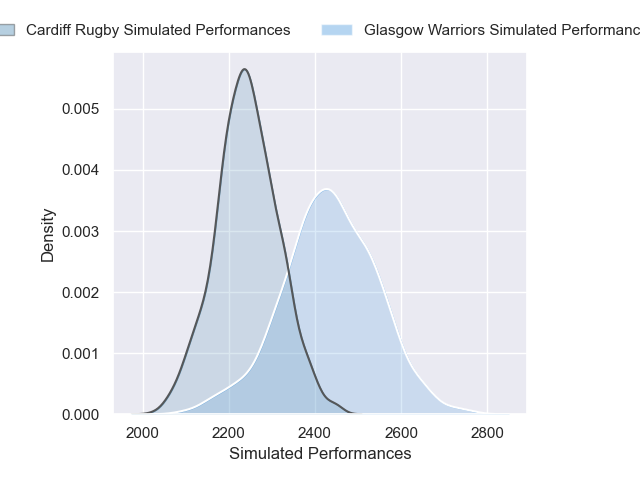 Cardiff Rugby Simulated Performances
Glasgow Warriors Simulated Performanc
0.005
0.004
0.003
0.002
0.001
0.000
Density
2000 2200 2400 2600 2800
Simulated Performances